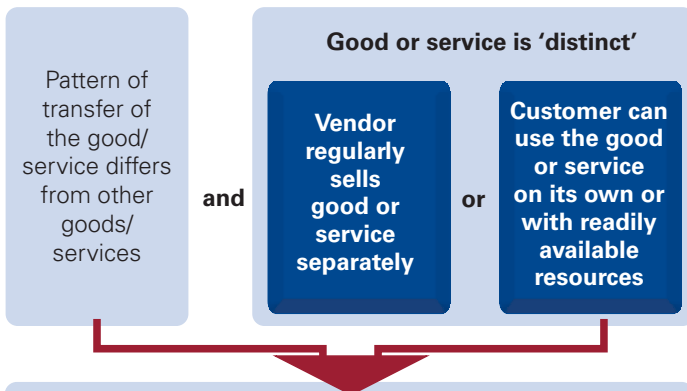 Pattern of
transfer of
the good/
service differs
from other
goods/
services
and
Good or service is ‘distinct’
Vendor
regularly
sells
good or
service
separately
or
Customer can
use the good
or service
on its own or
with readily
available
resources